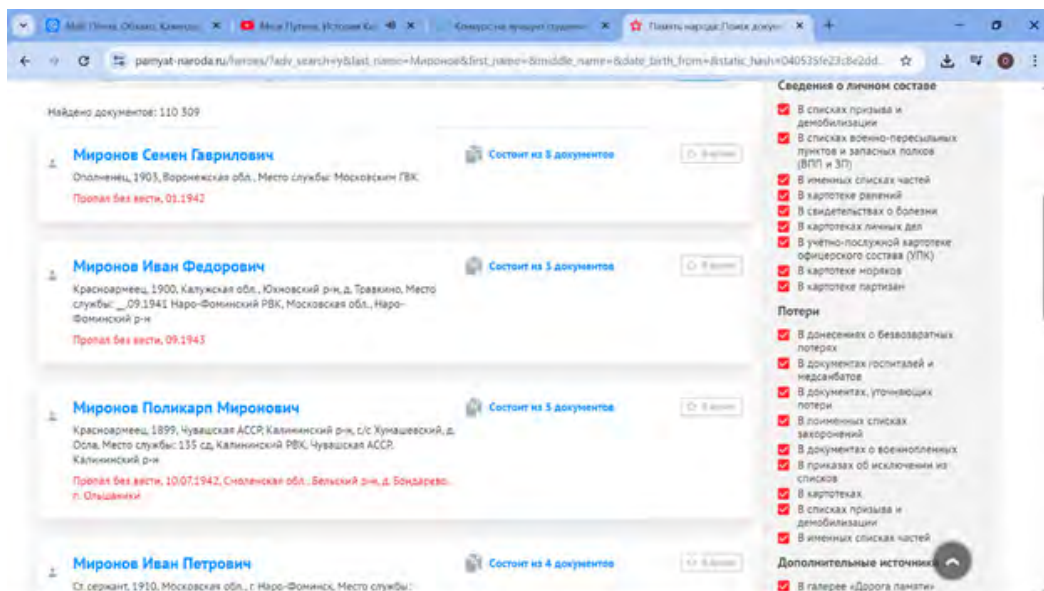 Память народа::Поиск докум
pamyat-naroda.ru/heroes/?adv_search=y&last_name=Миронов&first_name=&middle_name=&date_birth_from=&static_hash=040535fe23c8e2dd...
Найдено документов: 110 309
Миронов Семен Гаврилович
Состоит из 8 документов
Ополченец, 1903, Воронежская обл., Место службы: Московским ГВК
Пропал без вести, 01.1942
Миронов Иван Федорович
Состоит из 3 документов
Красноармеец, 1900, Калужская обл., Юхновский р-н, д. Травкино, Место
службы: __.09.1941 Наро-Фоминский РВК, Московская обл., Наро-
Фоминский р-н
Пропал без вести, 09.1943
Миронов Поликарп Миронович
Состоит из 3 документов
Красноармеец, 1899, Чувашская АССР, Калининский р-н, с/с Хумашевский, д.
Осла, Место службы: 135 сд, Калининский РВК, Чувашская АССР,
Калининский р-н
Пропал без вести, 10.07.1942, Смоленская обл., Бельский р-н, д. Бондарево,
п. Ольшаники
Миронов Иван Петрович
Состоит из 4 документов
Ст. сержант, 1910, Московская обл., г. Наро-Фоминск, Место службы:
Сведения о личном составе
В списках призыва и
демобилизации
В списках военно-пересыльных
пунктов и запасных полков
(ВПП и ЗП)
В именных списках частей
В картотеке ранений
В свидетельствах о болезни
В картотеках личных дел
В учётно-послужной картотеке
офицерского состава (УПК)
В картотеке моряков
В картотеке партизан
Потери
В донесениях о безвозвратных
потерях
В документах госпиталей и
медсанбатов
В документах, уточняющих
потери
В поименных списках
захоронений
В документах о военнопленных
В приказах об исключении из
списков
В картотеках
В списках призыва и
демобилизации
В именных списках частей
Дополнительные источники
В галерее «Дорога памяти»